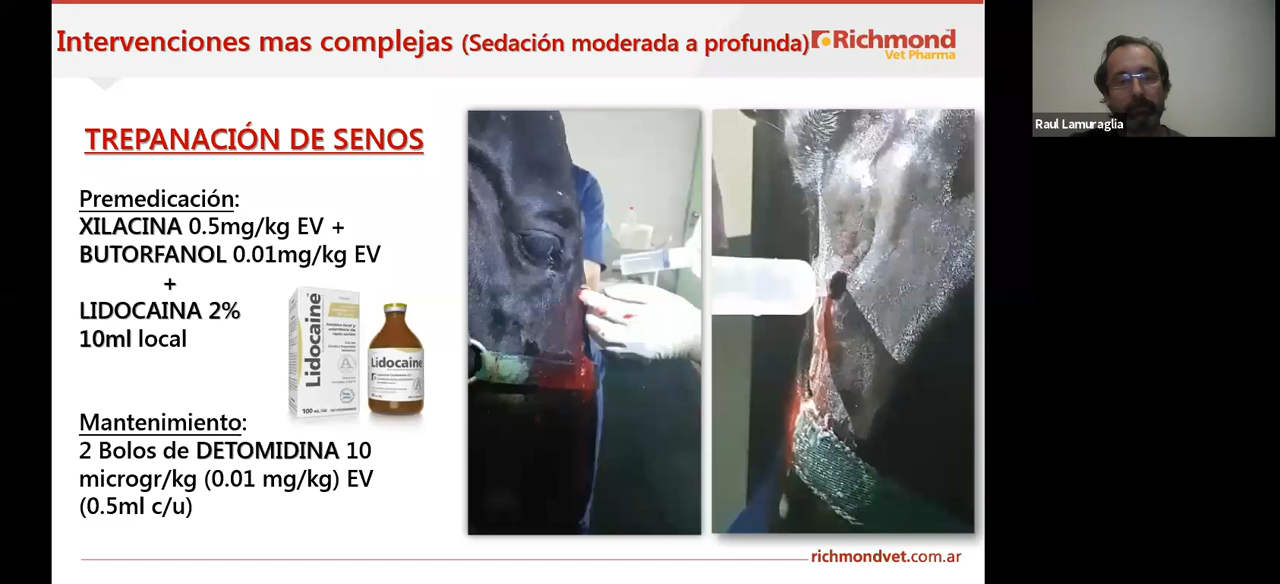 Intervenciones mas complejas (Sedación moderada a profunda)
Richmond
Vet Pharma
Raul Lamuraglia
TREPANACIÓN DE SENOS
Premedicación:
XILACINA 0.5mg/kg EV +
BUTORFANOL 0.01mg/kg EV
+
LIDOCAINA 2%
10ml local
Lidocaine
100 mL
Lidocaine
Mantenimiento:
2 Bolos de DETOMIDINA 10
microgr/kg (0.01 mg/kg) EV
(0.5ml c/u)
richmondvet.com.ar